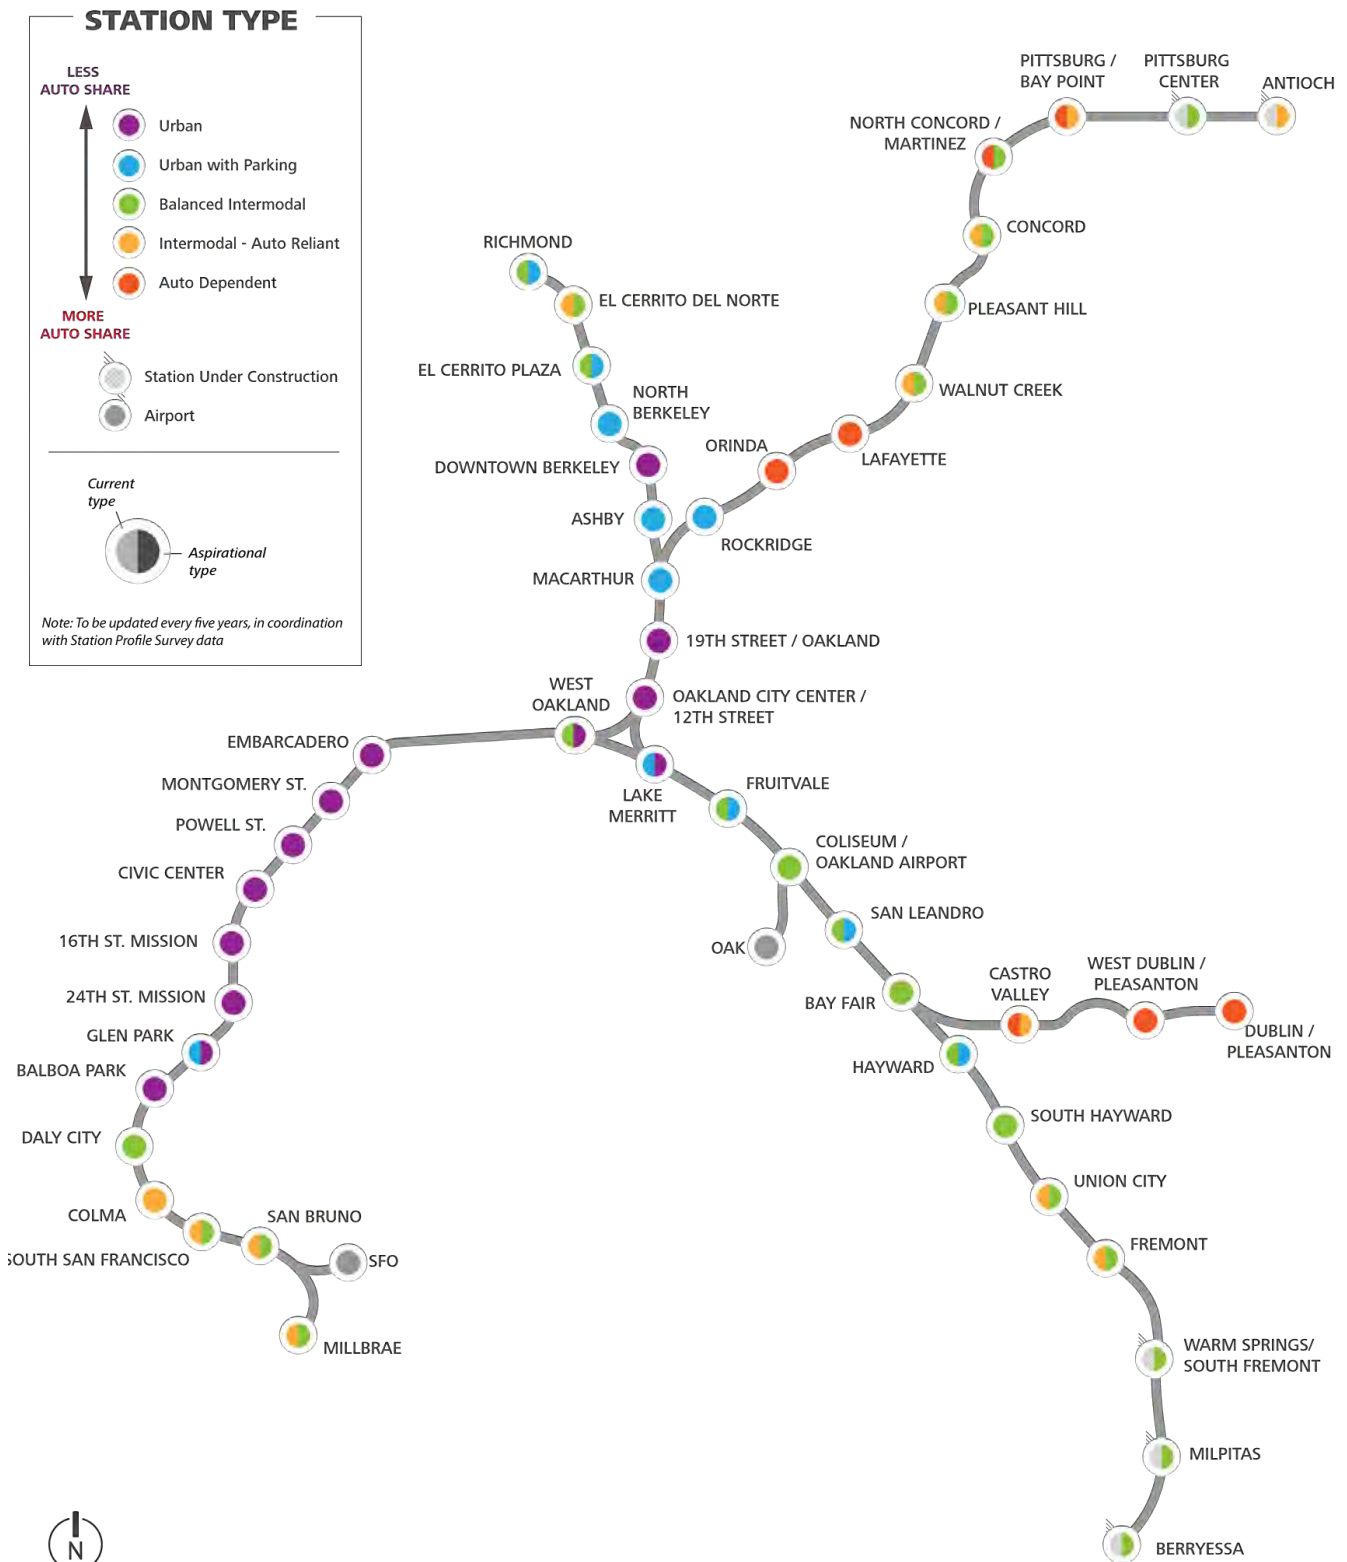 STATION TYPE
LESS
AUTO SHARE
Urban
Urban with Parking
Balanced Intermodal
Intermodal - Auto Reliant
Auto Dependent
MORE
AUTO SHARE
Station Under Construction
Airport
Current
type
Aspirational
type
Note: To be updated every five years, in coordination
with Station Profile Survey data
PITTSBURG /
BAY POINT
PITTSBURG
CENTER
ANTIOCH
NORTH CONCORD /
MARTINEZ
CONCORD
RICHMOND
EL CERRITO DEL NORTE
PLEASANT HILL
EL CERRITO PLAZA
NORTH
BERKELEY
WALNUT CREEK
ORINDA
LAFAYETTE
DOWNTOWN BERKELEY
ASHBY
ROCKRIDGE
MACARTHUR
19TH STREET / OAKLAND
WEST
OAKLAND
OAKLAND CITY CENTER /
12TH STREET
EMBARCADERO
MONTGOMERY ST.
LAKE
MERRITT
FRUITVALE
POWELL ST.
COLISEUM /
OAKLAND AIRPORT
CIVIC CENTER
SAN LEANDRO
16TH ST. MISSION
OAK
24TH ST. MISSION
BAY FAIR
CASTRO
VALLEY
WEST DUBLIN /
PLEASANTON
DUBLIN /
PLEASANTON
GLEN PARK
BALBOA PARK
HAYWARD
DALY CITY
SOUTH HAYWARD
COLMA
UNION CITY
SAN BRUNO
SOUTH SAN FRANCISCO
SFO
FREMONT
MILLBRAE
WARM SPRINGS/
SOUTH FREMONT
MILPITAS
BERRYESSA
N